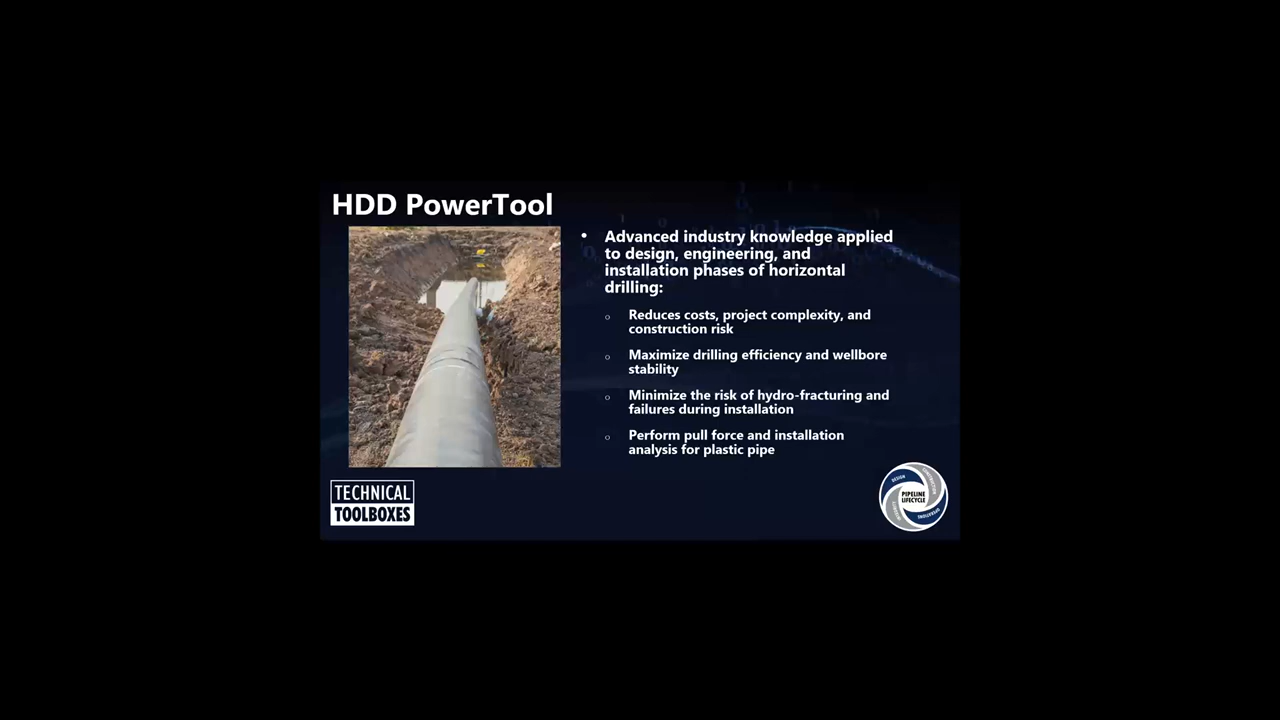 HDD PowerTool
• Advanced industry knowledge applied
to design, engineering, and
installation phases of horizontal
drilling:
o Reduces costs, project complexity, and
construction risk
o Maximize drilling efficiency and wellbore
stability
o Minimize the risk of hydro-fracturing and
failures during installation
o Perform pull force and installation
analysis for plastic pipe
TECHNICAL
TOOLBOXES
DESIGN
PIPELINE
LIFECYCLE
OPERATIONS